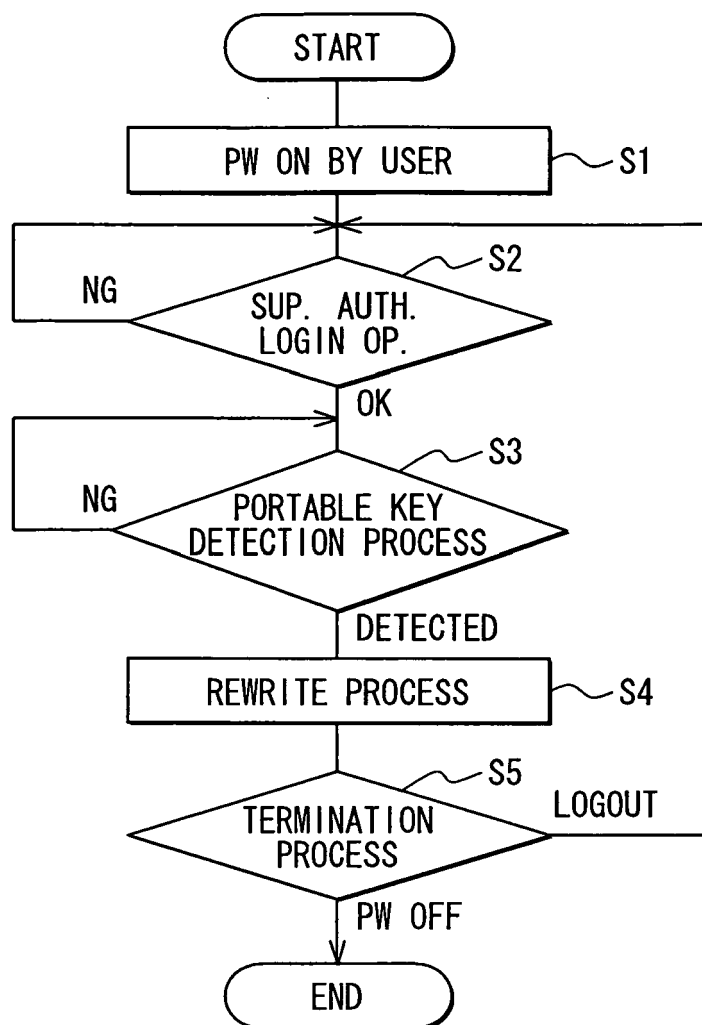 START
PW ON BY USER
S1
S2
NG
SUP. AUTH.
LOGIN OP.
OK
S3
NG
PORTABLE KEY
DETECTION PROCESS
DETECTED
REWRITE PROCESS
S4
S5
LOGOUT
TERMINATION
PROCESS
PW OFF
END